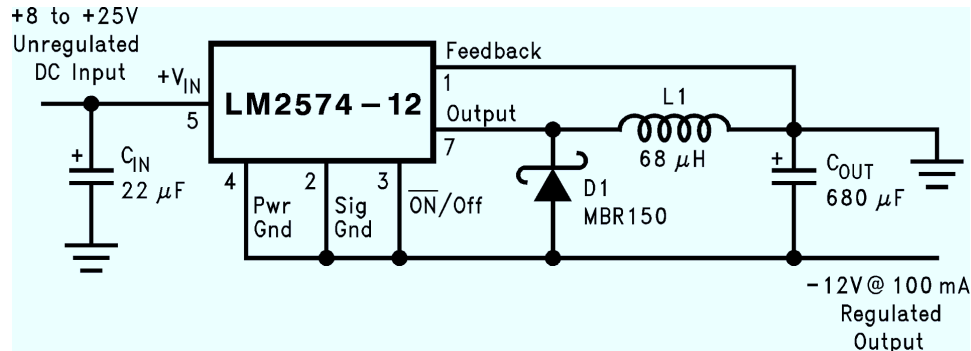 +8 to +25V
Unregulated
DC Input
+VIN
5
LM2574-12
Feedback
1
Output
7
L1
68 μH
CIN
+
22 μF
4
Pwr
Gnd
2
Sig
Gnd
3
O̅N̅/Off
D1
MBR150
+
COUT
680 μF
-12V @ 100 mA
Regulated
Output